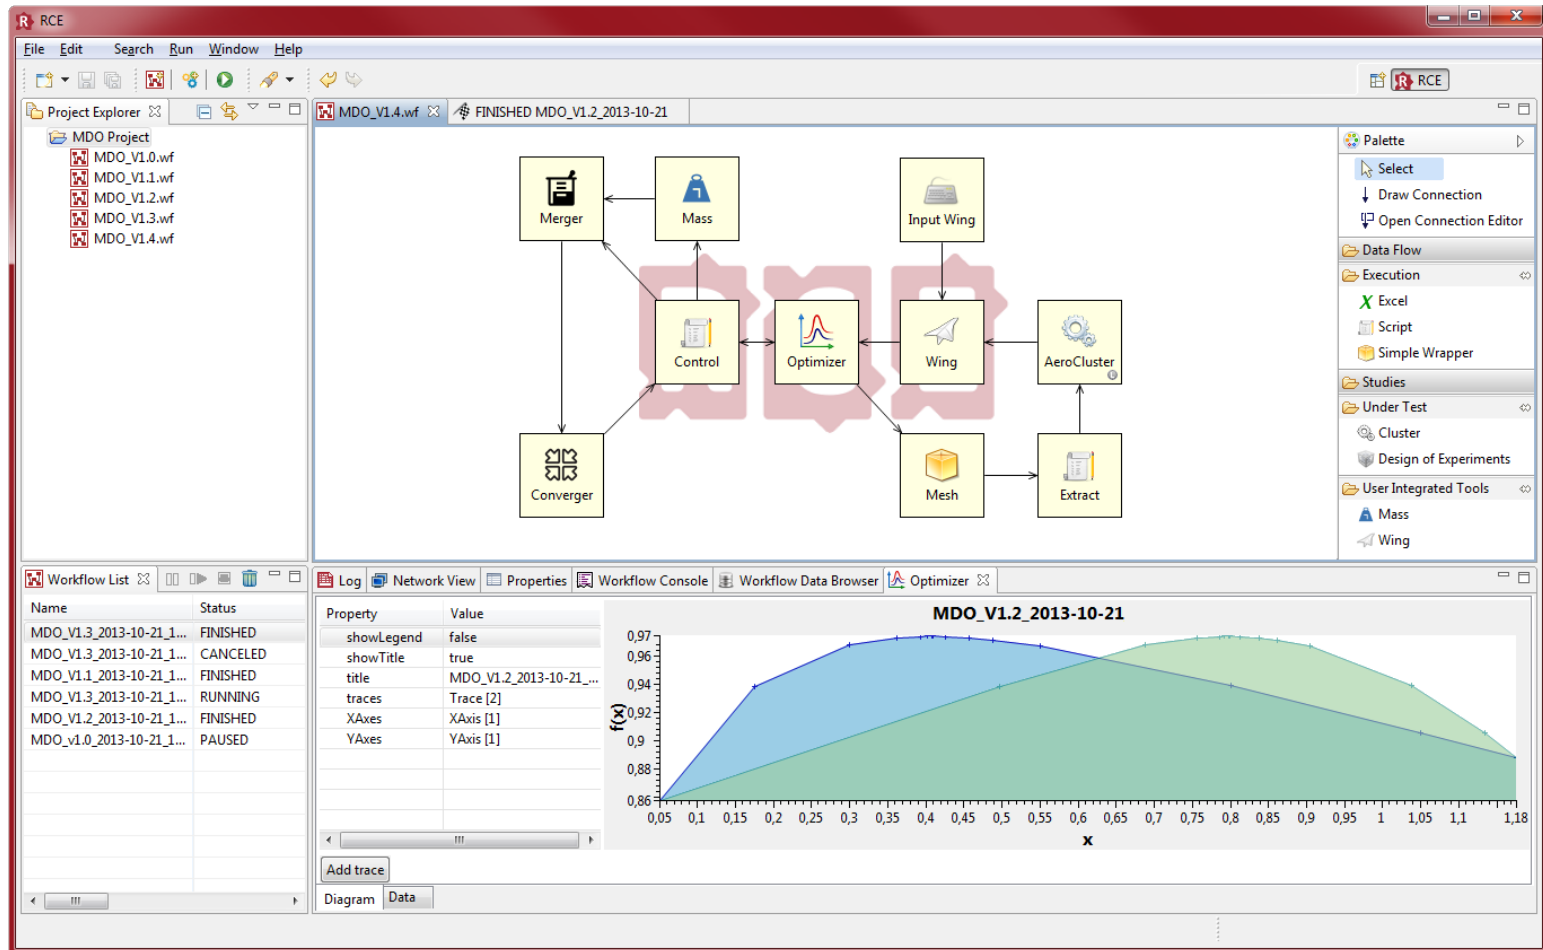 RCE
File Edit Search Run Window Help
RCE
Project Explorer
MDO Project
MDO_V1.0.wf
MDO_V1.1.wf
MDO_V1.2.wf
MDO_V1.3.wf
MDO_V1.4.wf
MDO_V1.4.wf FINISHED MDO_V1.2_2013-10-21
Merger
Mass
Input Wing
Control
Optimizer
Wing
AeroCluster
Converger
Mesh
Extract
Palette
Select
Draw Connection
Open Connection Editor
Data Flow
Execution
Excel
Script
Simple Wrapper
Studies
Under Test
Cluster
Design of Experiments
User Integrated Tools
Mass
Wing
Workflow List
Name Status
MDO_V1.3_2013-10-21_1... FINISHED
MDO_V1.3_2013-10-21_1... CANCELED
MDO_V1.1_2013-10-21_1... FINISHED
MDO_V1.3_2013-10-21_1... RUNNING
MDO_V1.2_2013-10-21_1... FINISHED
MDO_v1.0_2013-10-21_1... PAUSED
Log Network View Properties Workflow Console Workflow Data Browser Optimizer
Property Value
showLegend false
showTitle true
title MDO_V1.2_2013-10-21_...
traces Trace [2]
XAxes XAxis [1]
YAxes YAxis [1]
Add trace
Diagram Data
MDO_V1.2_2013-10-21
f(x)
0,97
0,96
0,94
0,92
0,9
0,88
0,86
0,05 0,1 0,15 0,2 0,25 0,3 0,35 0,4 0,45 0,5 0,55 0,6 0,65 0,7 0,75 0,8 0,85 0,9 0,95 1 1,05 1,1 1,18
x